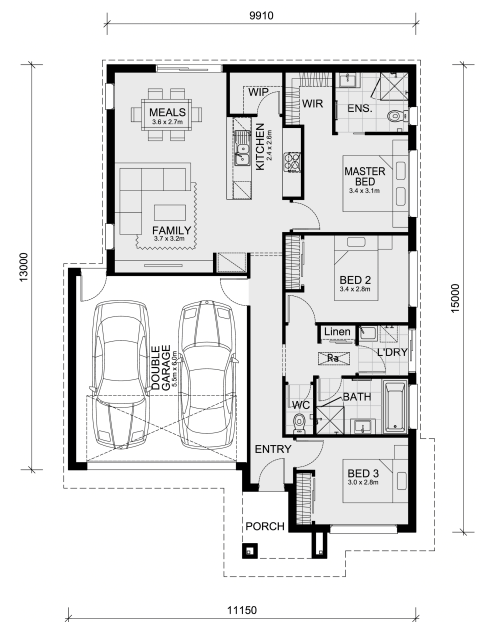 9910
WIP
WIR
ENS.
MEALS
3.6 x 2.7m
KITCHEN
2.4 x 2.6m
MASTER
BED
3.4 x 3.1m
FAMILY
3.7 x 3.2m
13000
BED 2
3.4 x 2.8m
15000
Linen
Ra
L'DRY
DOUBLE
GARAGE
5.5m x 6.0m
WC
BATH
ENTRY
BED 3
3.0 x 2.8m
PORCH
11150